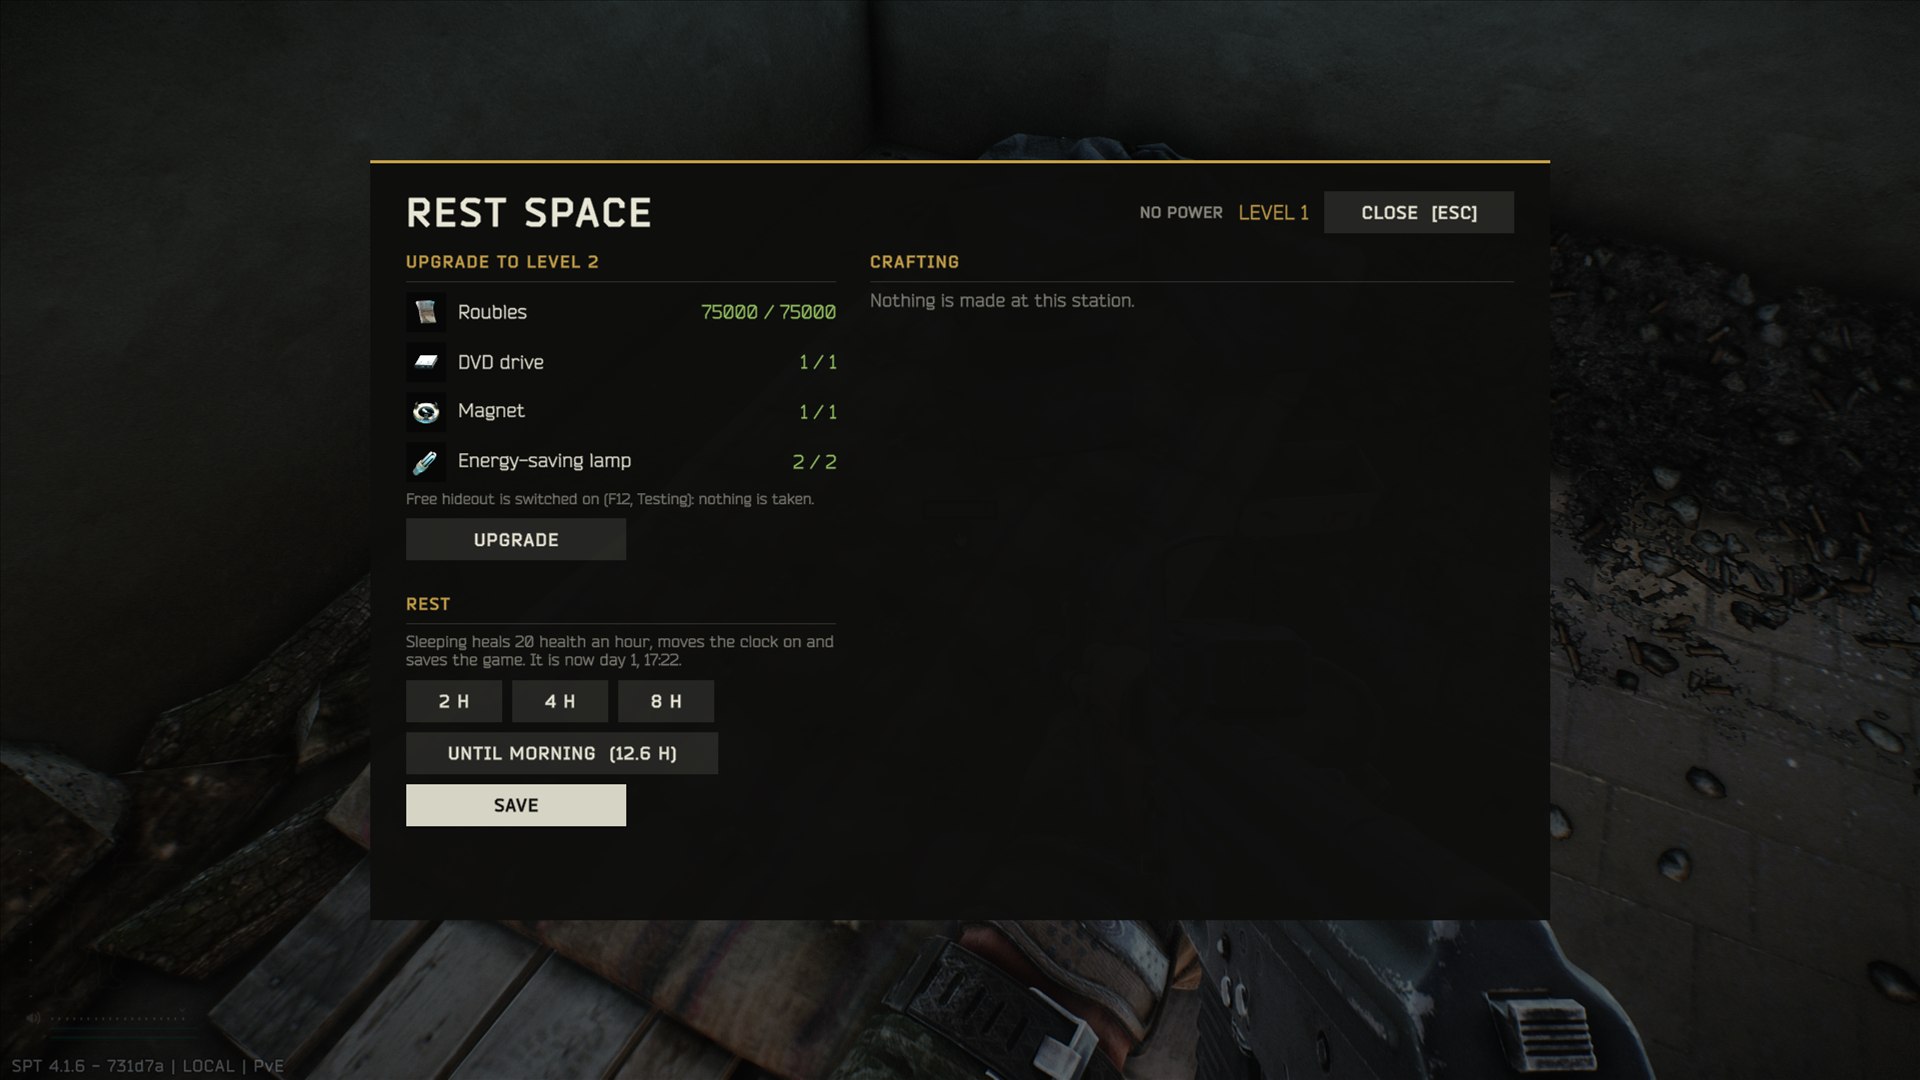 REST SPACE
NO POWER LEVEL 1 CLOSE [ESC]
UPGRADE TO LEVEL 2
Roubles 75000 / 75000
DVD drive 1 / 1
Magnet 1 / 1
Energy-saving lamp 2 / 2
Free hideout is switched on (F12, Testing): nothing is taken.
UPGRADE
REST
Sleeping heals 20 health an hour, moves the clock on and
saves the game. It is now day 1, 17:22.
2 H 4 H 8 H
UNTIL MORNING (12.6 H)
SAVE
CRAFTING
Nothing is made at this station.
SPT 4.1.6 - 731d7a | LOCAL | PvE